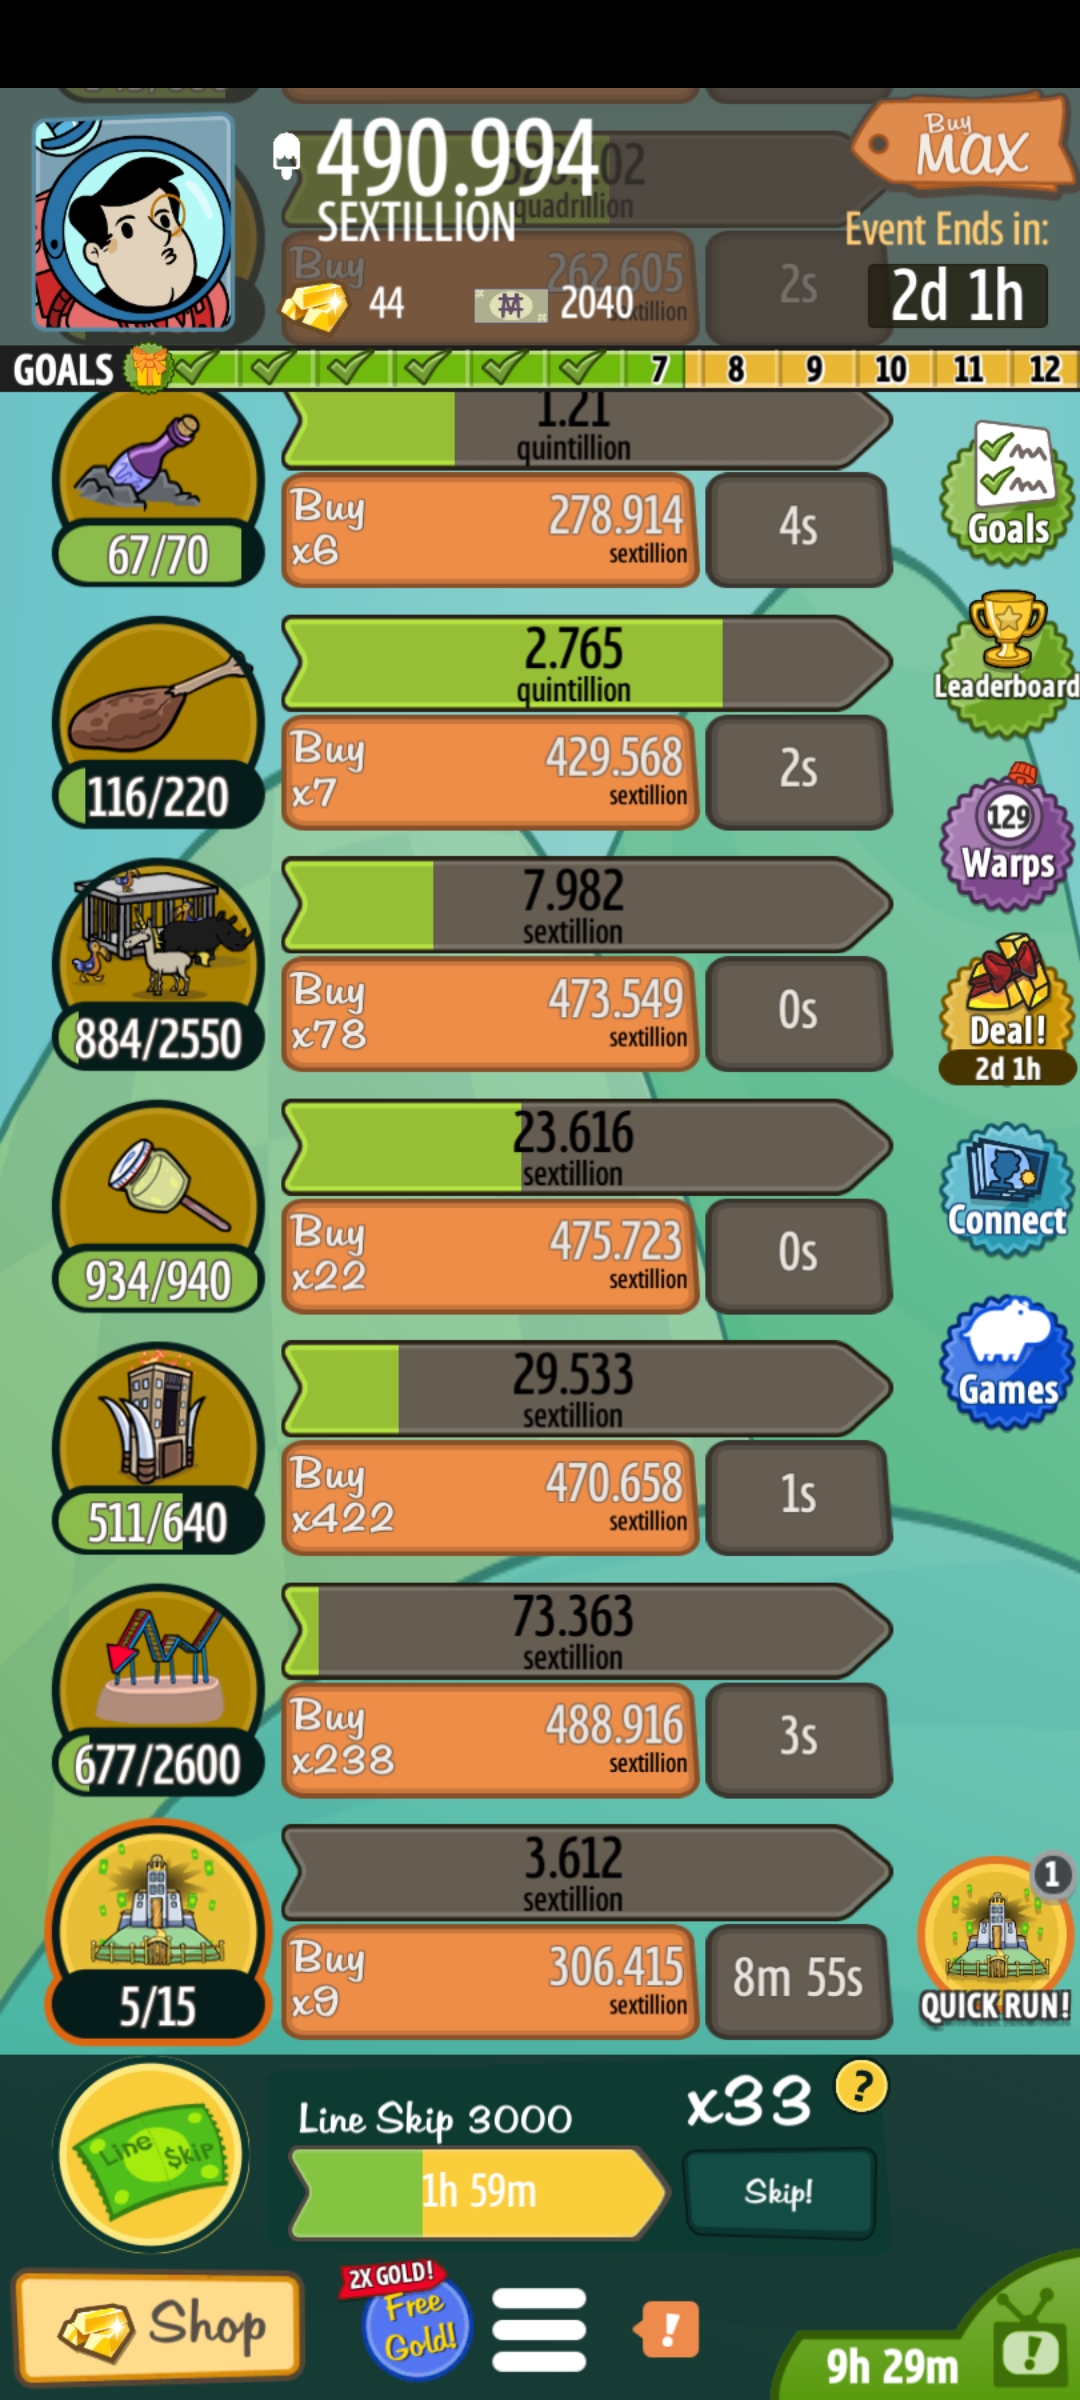 490.994
SEXTILLION
Buy
MAX
Event Ends in:
2d 1h
quadrillion
Buy
262.605
2s
44
2040
GOALS
7
8
9
10
11
12
1.21
quintillion
67/70
Buy
x6
278.914
sextillion
4s
Goals
2.765
quintillion
116/220
Buy
x7
429.568
sextillion
2s
Leaderboard
7.982
sextillion
884/2550
Buy
x78
473.549
sextillion
0s
129
Warps
Deal!
2d 1h
23.616
sextillion
934/940
Buy
x22
475.723
sextillion
0s
Connect
29.533
sextillion
511/640
Buy
x422
470.658
sextillion
1s
Games
73.363
sextillion
677/2600
Buy
x238
488.916
sextillion
3s
3.612
sextillion
5/15
Buy
x9
306.415
sextillion
8m 55s
1
QUICK RUN!
Line $kip
Line Skip 3000
1h 59m
x33
?
Skip!
Shop
2X GOLD!
Free
Gold!
!
9h 29m
!